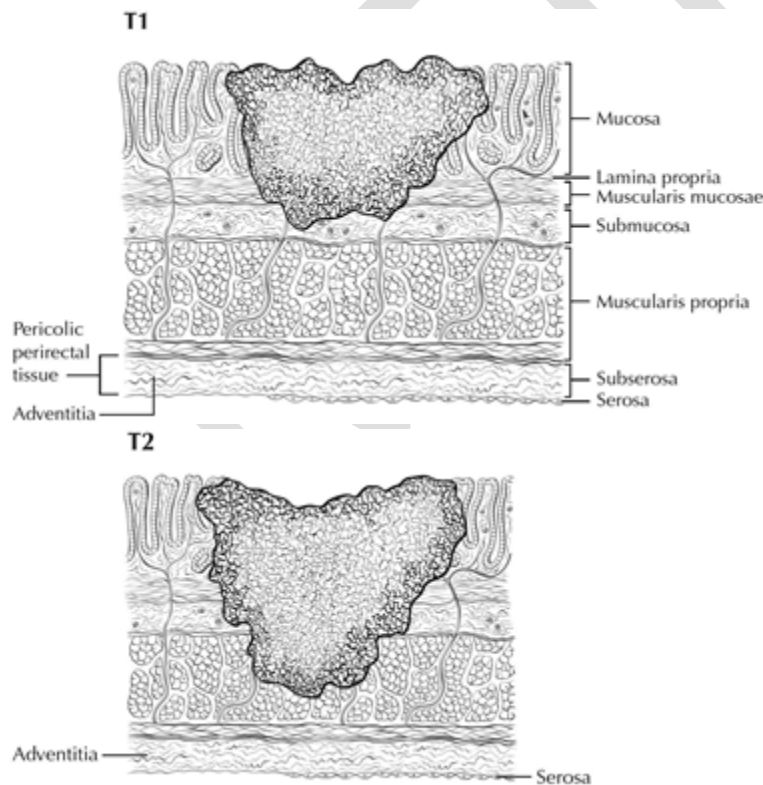 T1
Mucosa
Lamina propria
Muscularis mucosae
Submucosa
Muscularis propria
Pericolic
perirectal
tissue
Adventitia
Subserosa
Serosa
T2
Adventitia
Serosa